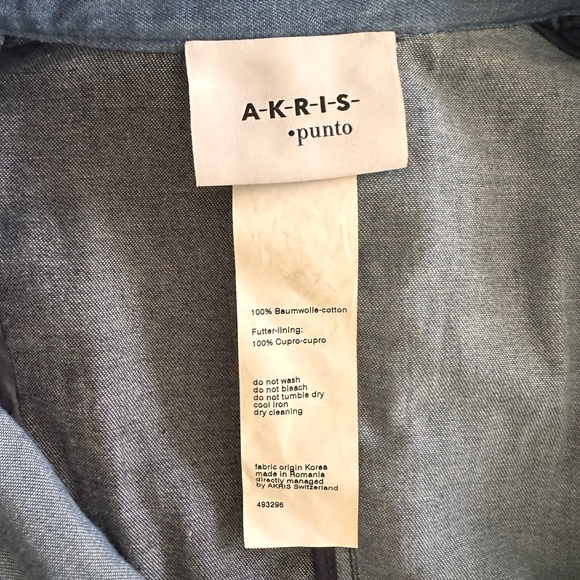 A-K-R-I-S-
•punto
100% Baumwolle-cotton
Futter-lining:
100% Cupro-cupro
do not wash
do not bleach
do not tumble dry
cool iron
dry cleaning
fabric origin Korea
made in Romania
directly managed
by AKRIS Switzerland
493296